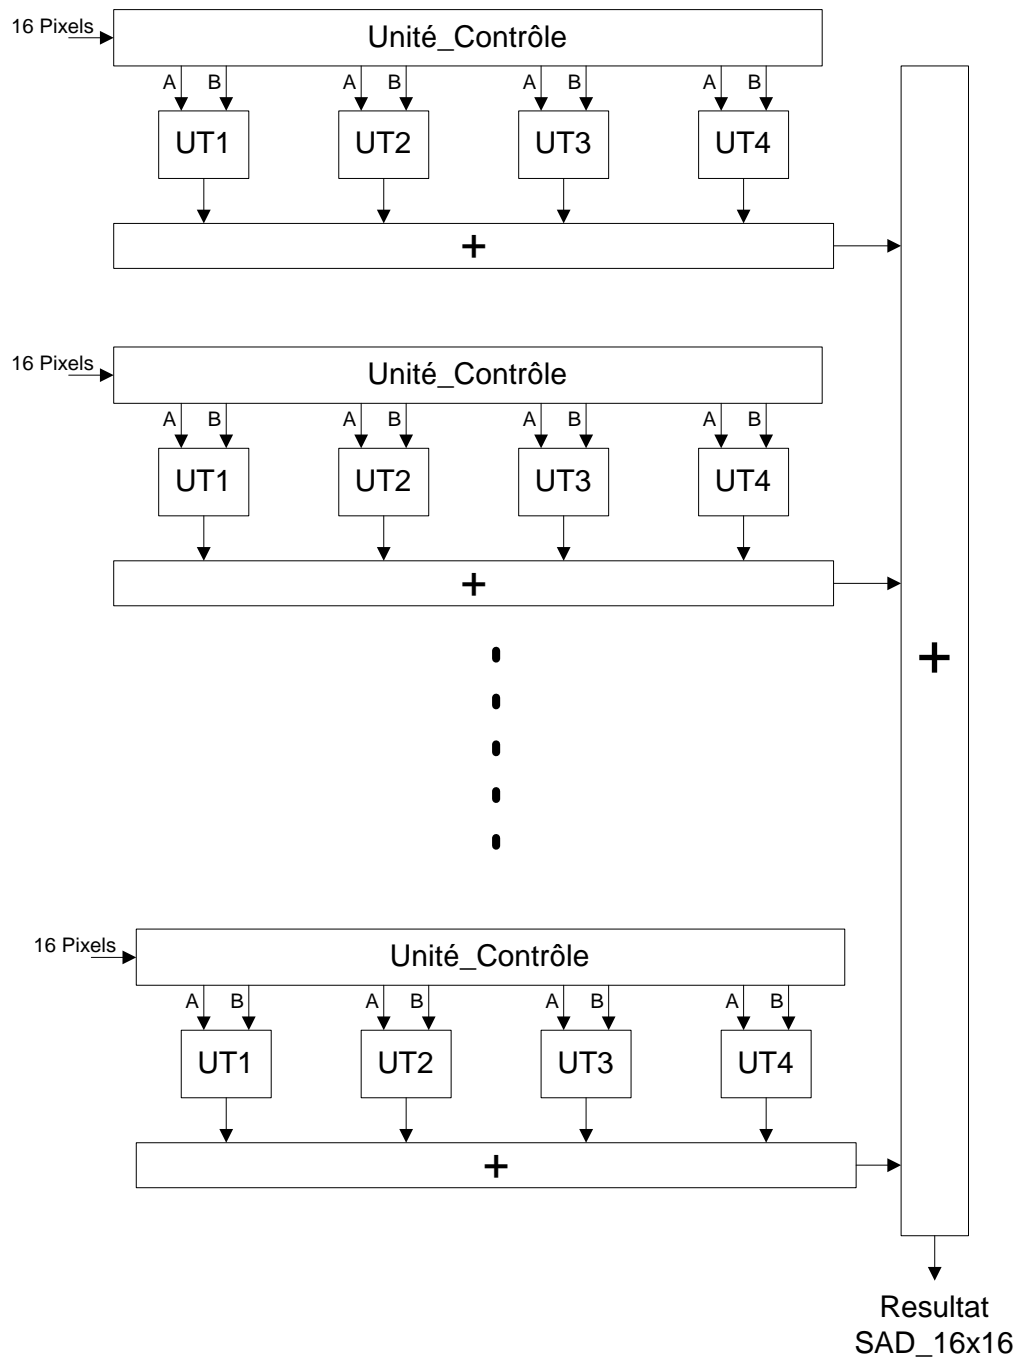 16 Pixels
Unité_Contrôle
A B A B A B A B
UT1 UT2 UT3 UT4
+
16 Pixels
Unité_Contrôle
A B A B A B A B
UT1 UT2 UT3 UT4
+
+
16 Pixels
Unité_Contrôle
A B A B A B A B
UT1 UT2 UT3 UT4
+
Resultat
SAD_16x16